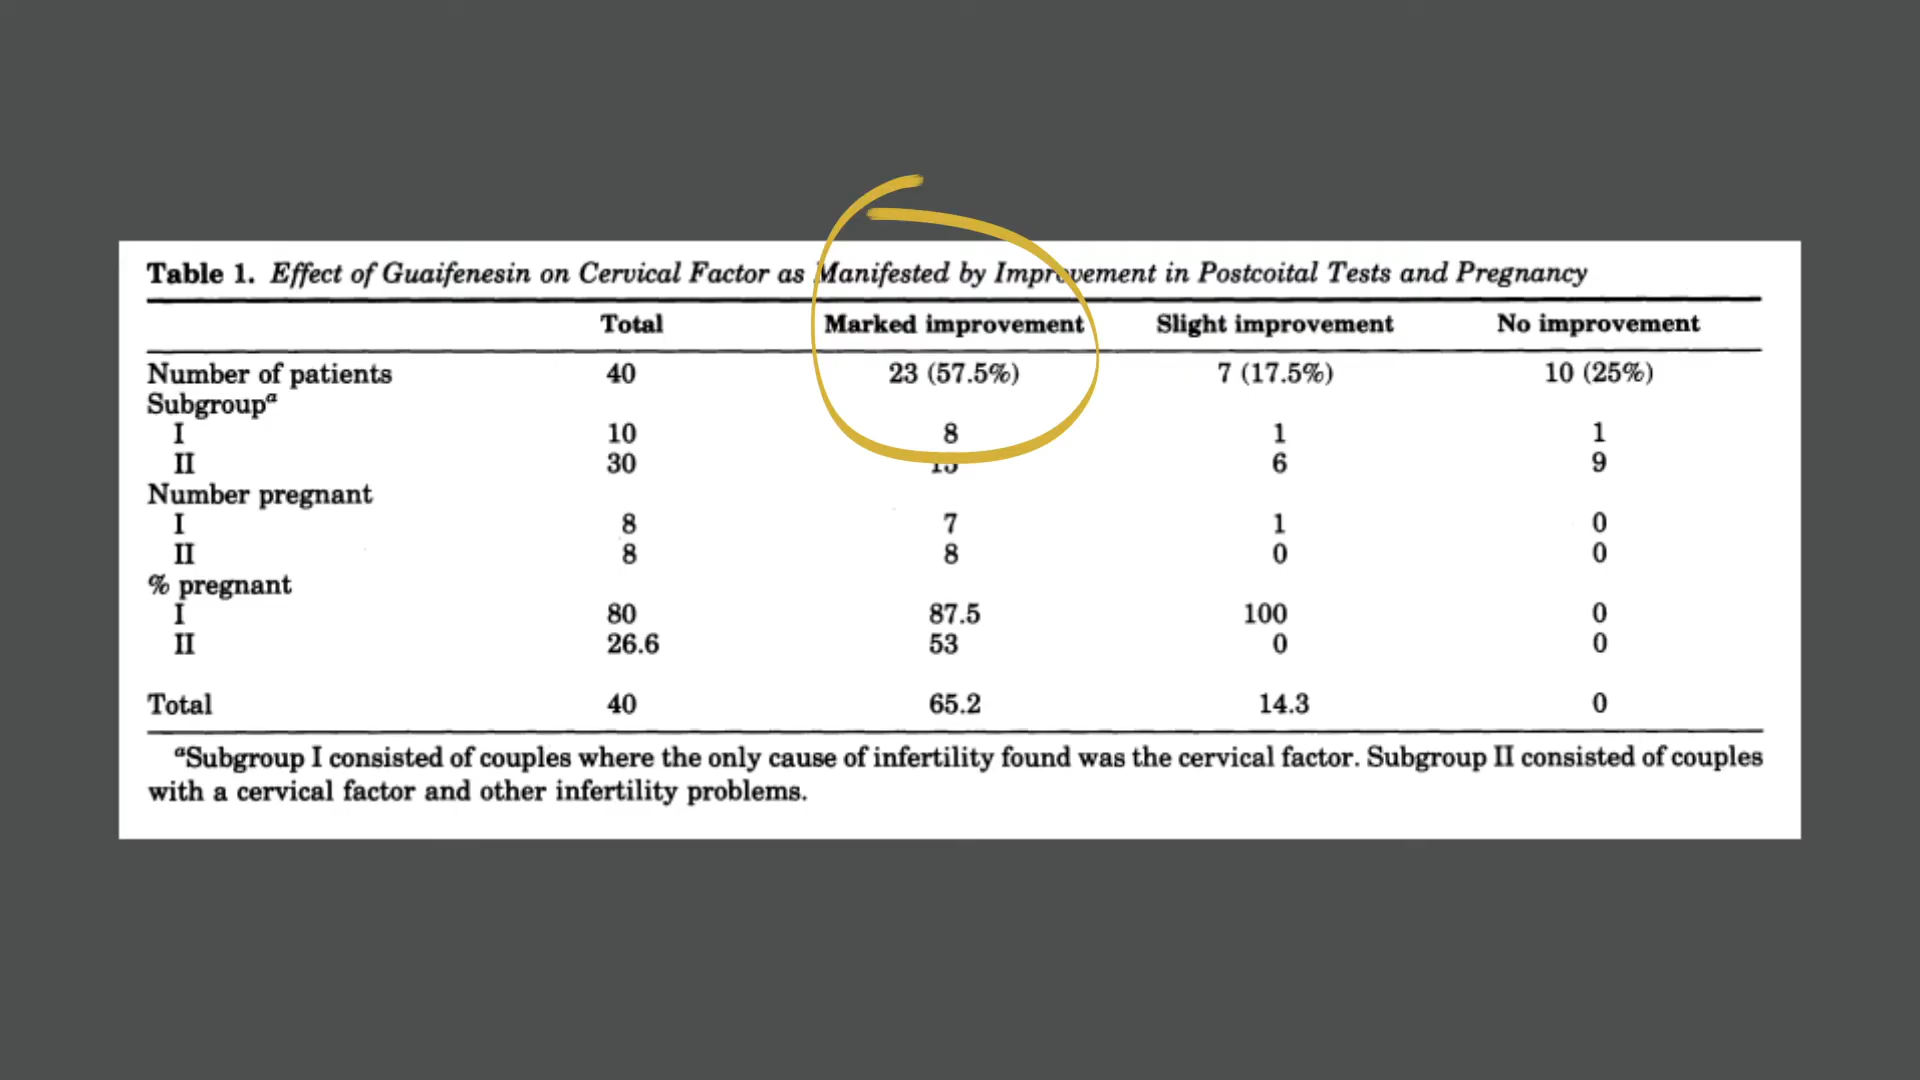 Table 1. Effect of Guaifenesin on Cervical Factor as Manifested by Improvement in Postcoital Tests and Pregnancy
Total Marked improvement Slight improvement No improvement
Number of patients 40 23 (57.5%) 7 (17.5%) 10 (25%)
Subgroupa
I 10 8 1 1
II 30 15 6 9
Number pregnant
I 8 7 1 0
II 8 8 0 0
% pregnant
I 80 87.5 100 0
II 26.6 53 0 0
Total 40 65.2 14.3 0
aSubgroup I consisted of couples where the only cause of infertility found was the cervical factor. Subgroup II consisted of couples
with a cervical factor and other infertility problems.